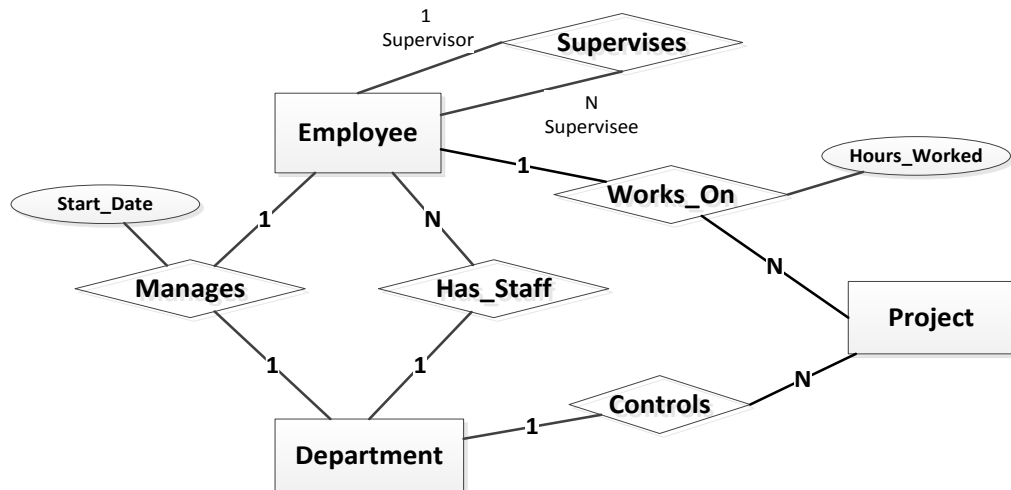 1
Supervisor
Supervises
N
Supervisee
Employee
1
Hours_Worked
Works_On
Start_Date
1
N
N
Manages
Has_Staff
Project
1
1
N
Controls
1
Department